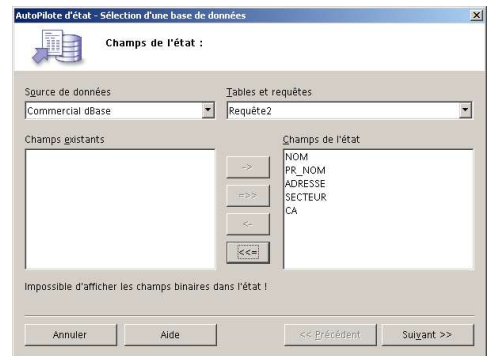 AutoPilote d'état - Sélection d'une base de données
Champs de l'état :
Source de données
Tables et requêtes
Commercial dBase
Requête2
Champs existants
Champs de l'état
->
=>>
<-
<<=
NOM
PR_NOM
ADRESSE
SECTEUR
CA
Impossible d'afficher les champs binaires dans l'état !
Annuler
Aide
<< Précédent
Suivant >>